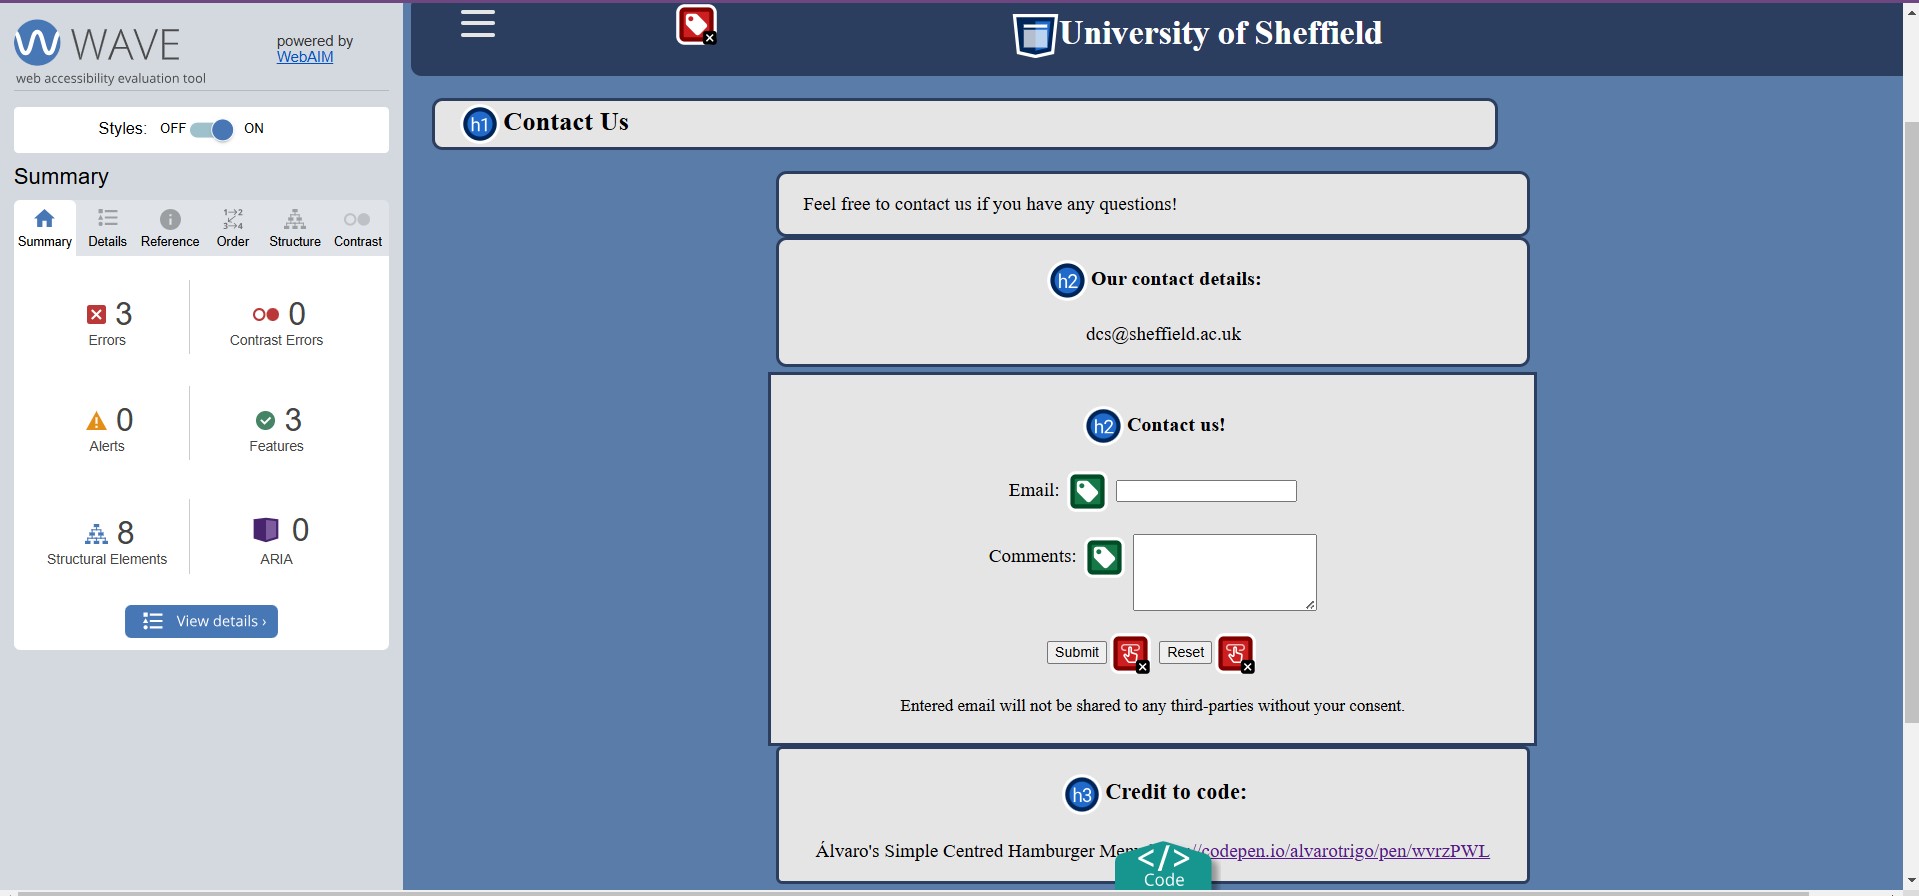 WAVE
powered by
WebAIM
web accessibility evaluation tool
Styles: OFF ON
Summary
Summary Details Reference Order Structure Contrast
3 Errors
0 Contrast Errors
0 Alerts
3 Features
8 Structural Elements
0 ARIA
View details ›
University of Sheffield
h1 Contact Us
Feel free to contact us if you have any questions!
h2 Our contact details:
dcs@sheffield.ac.uk
h2 Contact us!
Email:
Comments:
Submit Reset
Entered email will not be shared to any third-parties without your consent.
h3 Credit to code:
Álvaro's Simple Centred Hamburger //codepen.io/alvarotrigo/pen/wvrzPWL
</> Code